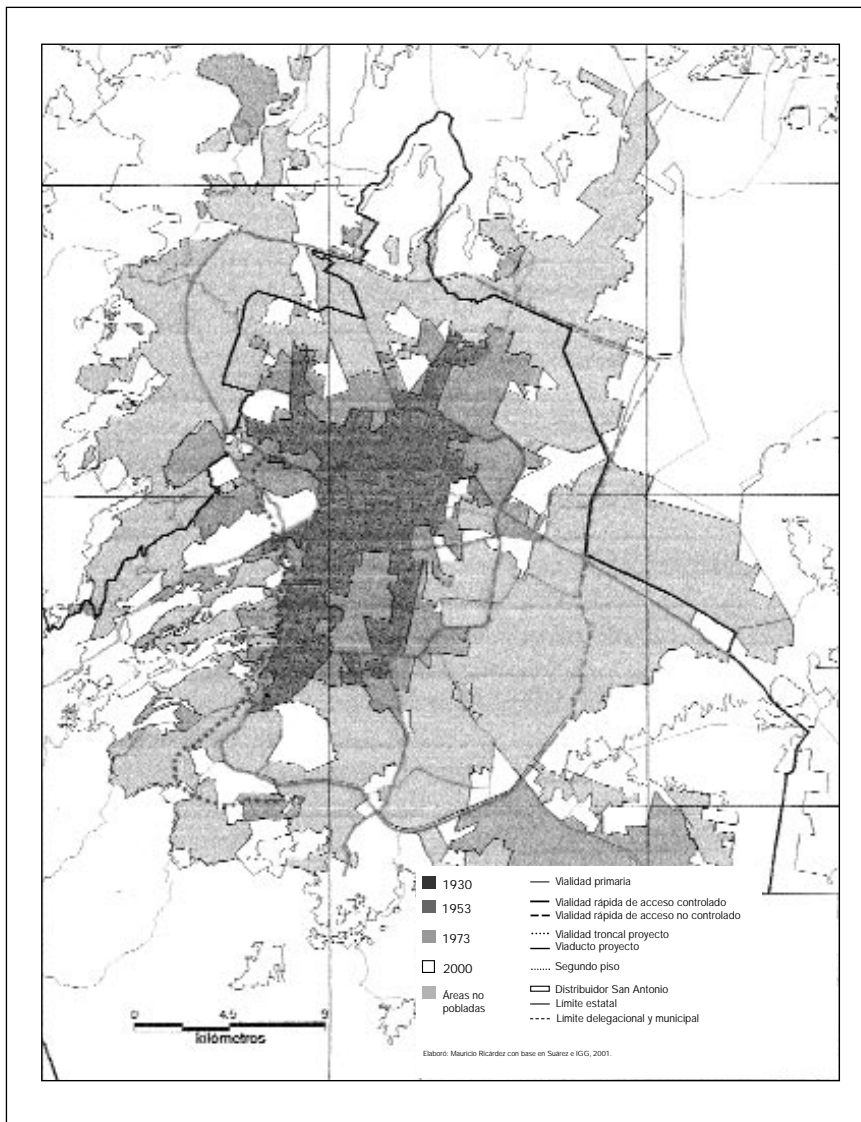 1930
1953
1973
2000
Áreas no
pobladas
Vialidad primaria
Vialidad rápida de acceso controlado
Vialidad rápida de acceso no controlado
Vialidad troncal proyecto
Viaducto proyecto
Segundo piso
Distribuidor San Antonio
Límite estatal
Límite delegacional y municipal
0 4.5 9
kilómetros
Elaboró: Mauricio Ricárdez con base en Suárez e IGG, 2001.